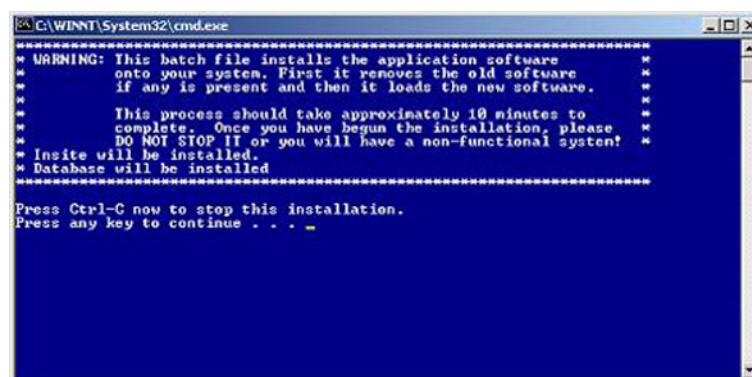 C:\WINNT\System32\cmd.exe
*******************************************************************
* WARNING: This batch file installs the application software *
* onto your system. First it removes the old software *
* if any is present and then it loads the new software. *
* *
* This process should take approximately 10 minutes to *
* complete. Once you have begun the installation, please *
* DO NOT STOP IT or you will have a non-functional system! *
* Insite will be installed.
* Database will be installed
*******************************************************************
Press Ctrl-C now to stop this installation.
Press any key to continue . . .